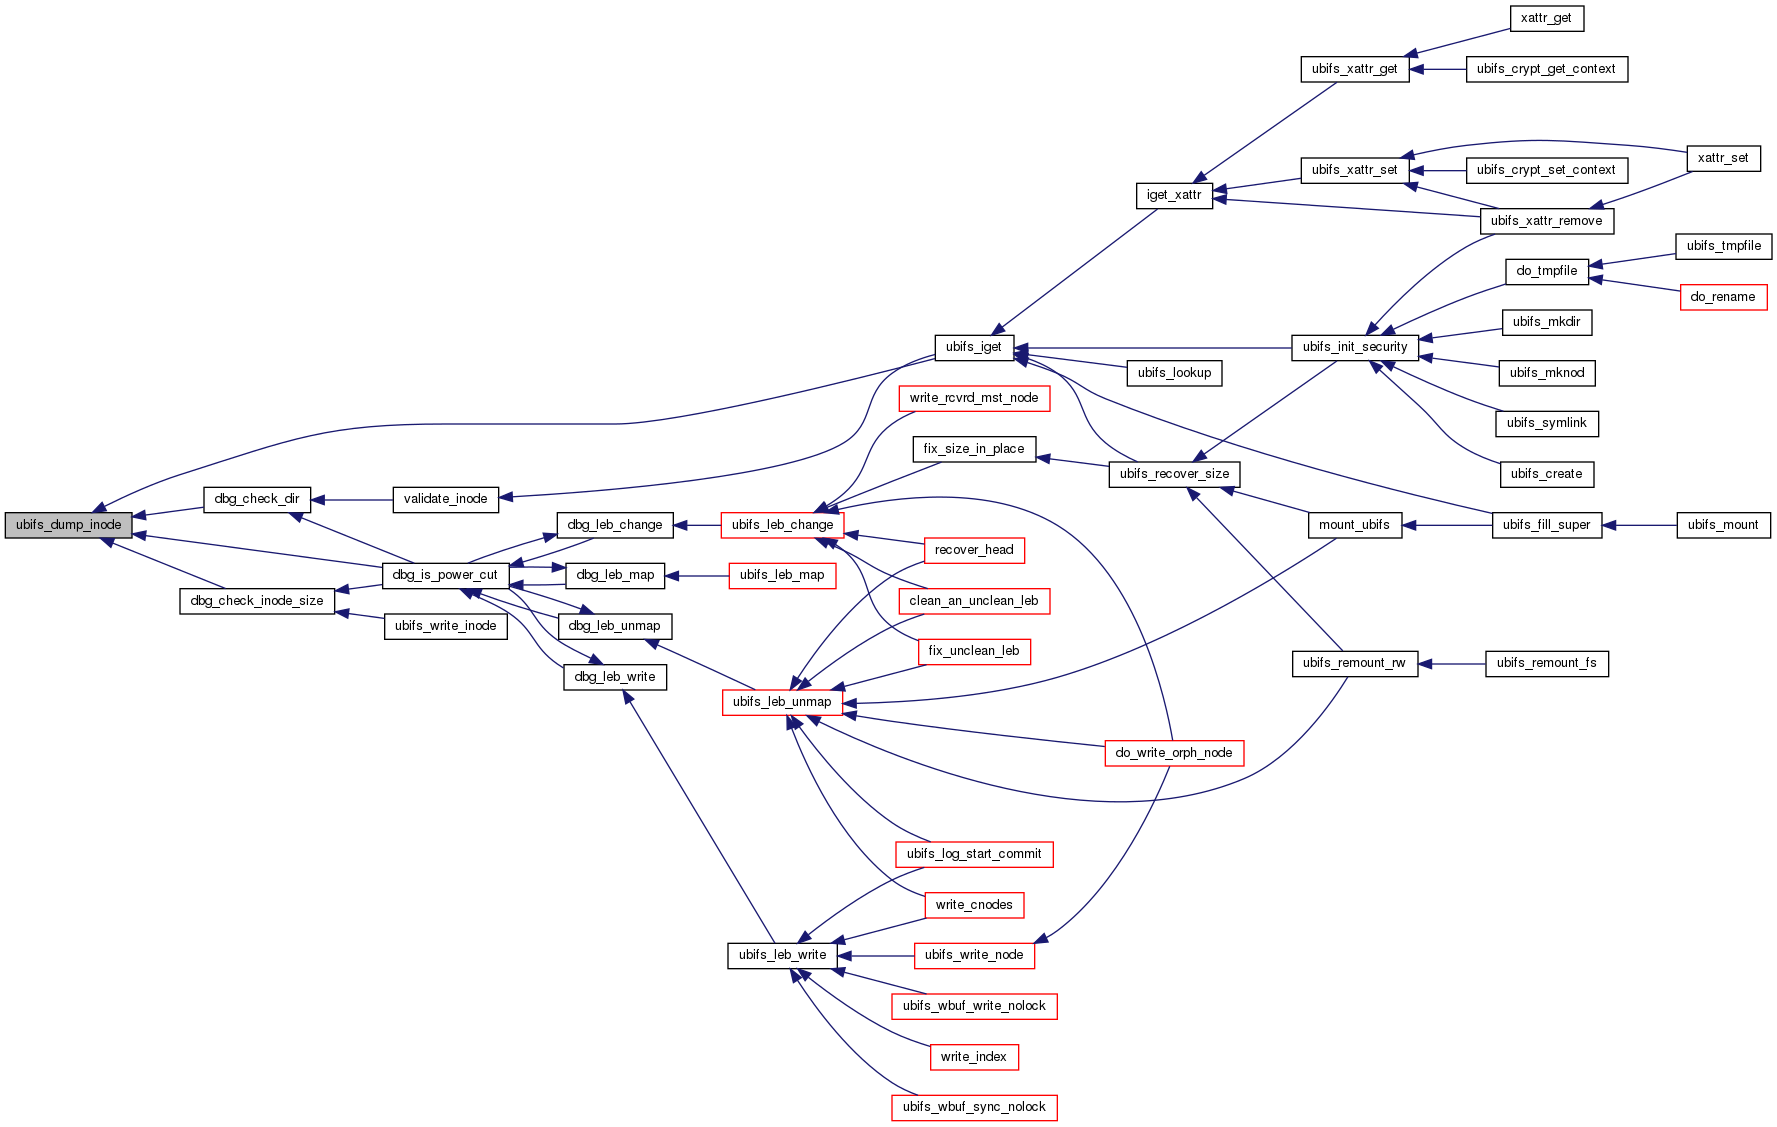 xattr_get
ubifs_xattr_get
ubifs_crypt_get_context
xattr_set
ubifs_xattr_set
ubifs_crypt_set_context
iget_xattr
ubifs_xattr_remove
ubifs_tmpfile
do_tmpfile
do_rename
ubifs_mkdir
ubifs_iget
ubifs_init_security
ubifs_lookup
ubifs_mknod
write_rcvrd_mst_node
ubifs_symlink
fix_size_in_place
ubifs_recover_size
ubifs_create
dbg_check_dir
validate_inode
ubifs_dump_inode
dbg_leb_change
ubifs_leb_change
mount_ubifs
ubifs_fill_super
ubifs_mount
recover_head
dbg_is_power_cut
dbg_leb_map
ubifs_leb_map
dbg_check_inode_size
clean_an_unclean_leb
ubifs_write_inode
dbg_leb_unmap
fix_unclean_leb
ubifs_remount_rw
ubifs_remount_fs
dbg_leb_write
ubifs_leb_unmap
do_write_orph_node
ubifs_log_start_commit
write_cnodes
ubifs_leb_write
ubifs_write_node
ubifs_wbuf_write_nolock
write_index
ubifs_wbuf_sync_nolock